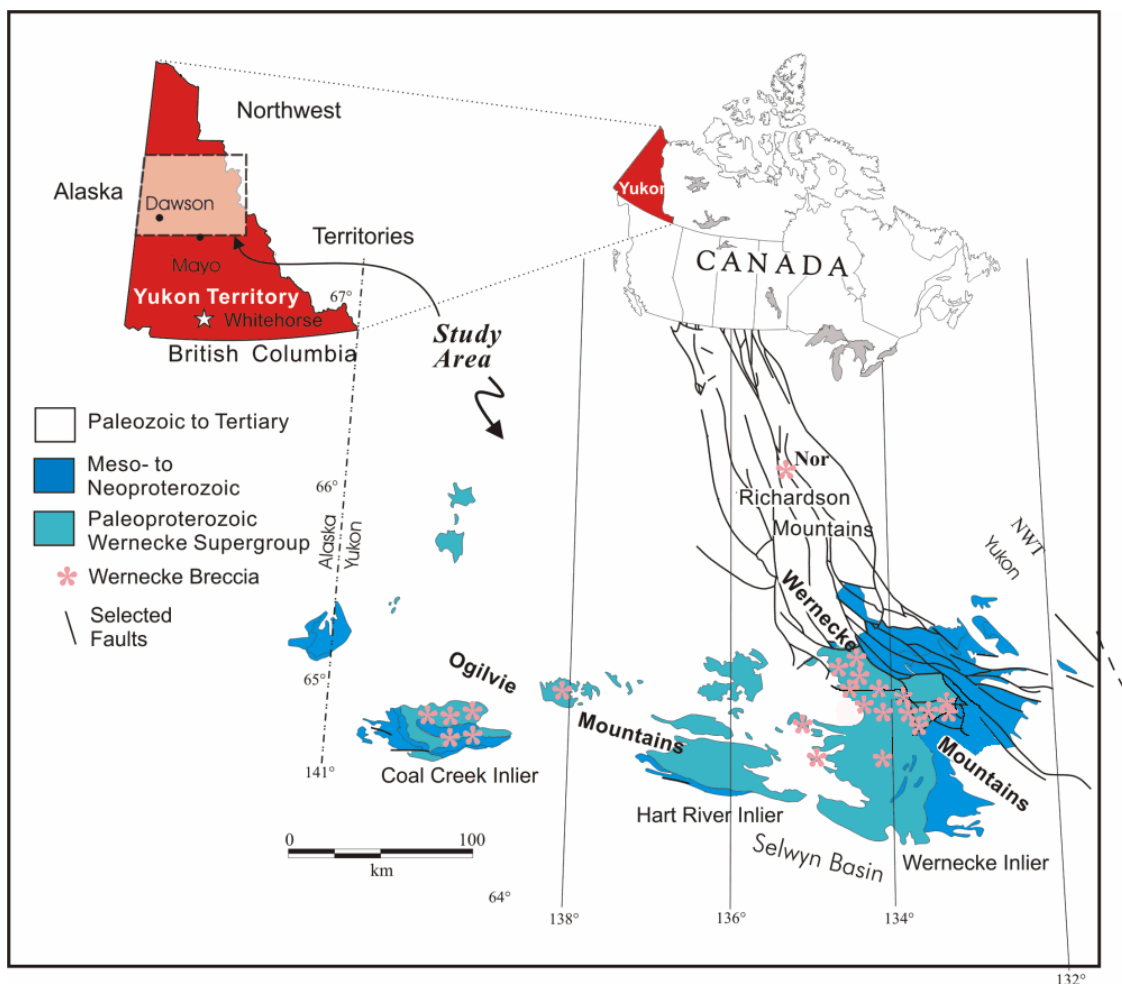 Northwest
Alaska
Dawson
Territories
Mayo
Yukon Territory
Whitehorse
British Columbia
Yukon
CANADA
Study
Area
67°
66°
65°
64°
141°
138°
136°
134°
132°
Paleozoic to Tertiary
Meso- to
Neoproterozoic
Paleoproterozoic
Wernecke Supergroup
Wernecke Breccia
Selected
Faults
Alaska
Yukon
Nor
Richardson
Mountains
NWT
Yukon
Wernecke
Mountains
Ogilvie
Mountains
Coal Creek Inlier
Hart River Inlier
Selwyn Basin
Wernecke Inlier
0 100
km